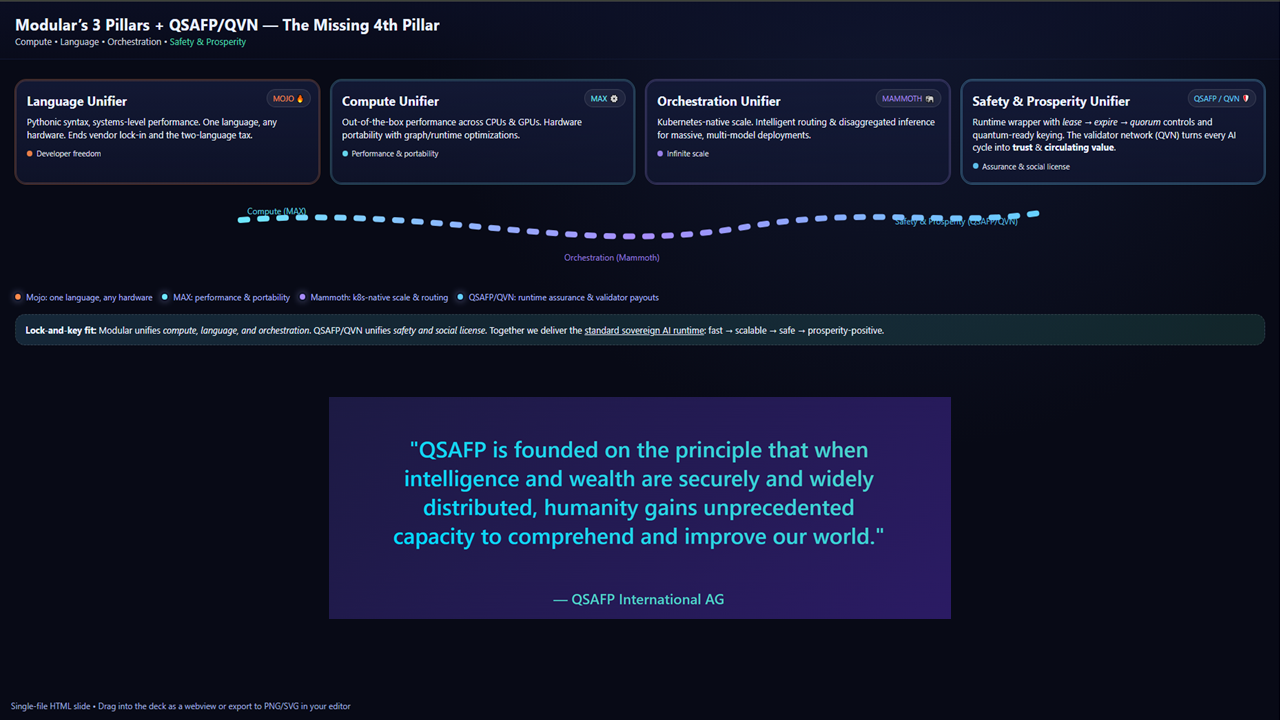 Modular’s 3 Pillars + QSAFP/QVN — The Missing 4th Pillar
Compute • Language • Orchestration • Safety & Prosperity
Language Unifier
MOJO 🔥
Pythonic syntax, systems-level performance. One language, any
hardware. Ends vendor lock-in and the two-language tax.
Developer freedom
Compute Unifier
MAX ⚙️
Out-of-the-box performance across CPUs & GPUs. Hardware
portability with graph/runtime optimizations.
Performance & portability
Orchestration Unifier
MAMMOTH 🐘
Kubernetes-native scale. Intelligent routing & disaggregated inference
for massive, multi-model deployments.
Infinite scale
Safety & Prosperity Unifier
QSAFP / QVN 🛡️
Runtime wrapper with lease → expire → quorum controls and
quantum-ready keying. The validator network (QVN) turns every AI
cycle into trust & circulating value.
Assurance & social license
Compute (MAX)
Safety & Prosperity (QSAFP/QVN)
Orchestration (Mammoth)
Mojo: one language, any hardware
MAX: performance & portability
Mammoth: k8s-native scale & routing
QSAFP/QVN: runtime assurance & validator payouts
Lock-and-key fit: Modular unifies compute, language, and orchestration. QSAFP/QVN unifies safety and social license. Together we deliver the standard sovereign AI runtime: fast → scalable → safe → prosperity-positive.
"QSAFP is founded on the principle that when
intelligence and wealth are securely and widely
distributed, humanity gains unprecedented
capacity to comprehend and improve our world."
— QSAFP International AG
Single-file HTML slide • Drag into the deck as a webview or export to PNG/SVG in your editor